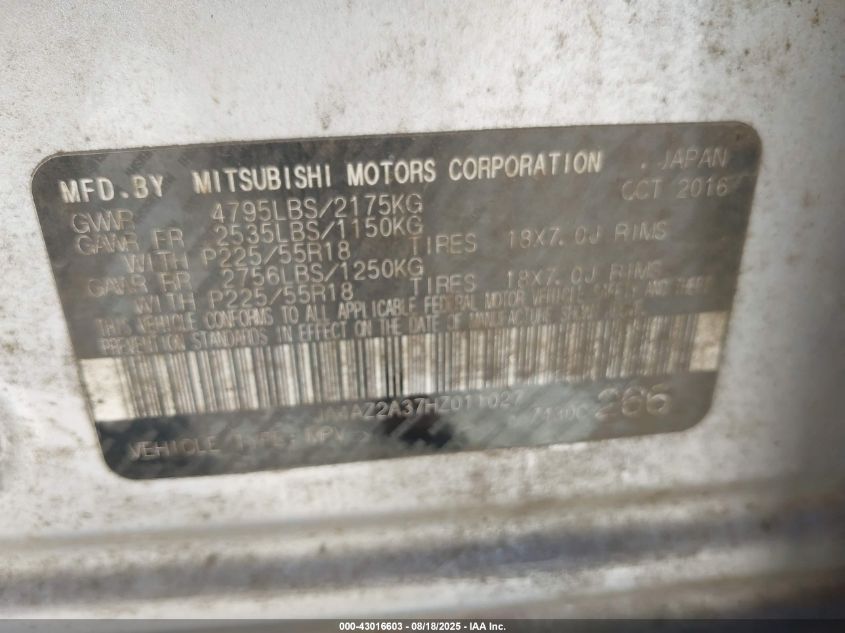 MFD.BY MITSUBISHI MOTORS CORPORATION . JAPAN
OCT 2016
GVWR 4795LBS/2175KG
GAWR FR 2535LBS/1150KG
WITH P225/55R18 TIRES 18X7.0J RIMS
GAWR RR 2756LBS/1250KG
WITH P225/55R18 TIRES 18X7.0J RIMS
THIS VEHICLE CONFORMS TO ALL APPLICABLE FEDERAL MOTOR VEHICLE SAFETY AND THEFT
PREVENTION STANDARDS IN EFFECT ON THE DATE OF MANUFACTURE SHOWN ABOVE.
JA4AZ2A37HZ011027 266
VEHICLE TYPE: MPV
000-43016603 - 08/18/2025 - IAA Inc.